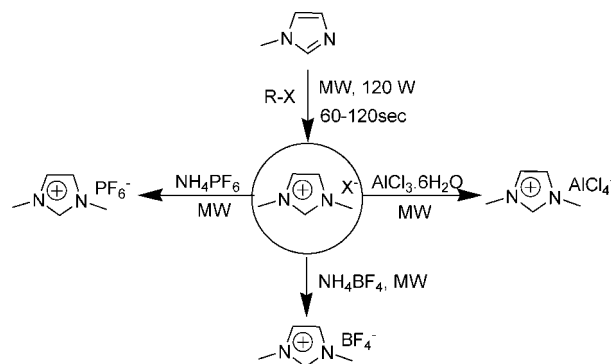 N
N
R-X
MW, 120 W
60-120sec
N
N
PF₆⁻
NH₄PF₆
MW
N
N
X⁻
AlCl₃.6H₂O
MW
N
N
AlCl₄⁻
NH₄BF₄, MW
N
N
BF₄⁻